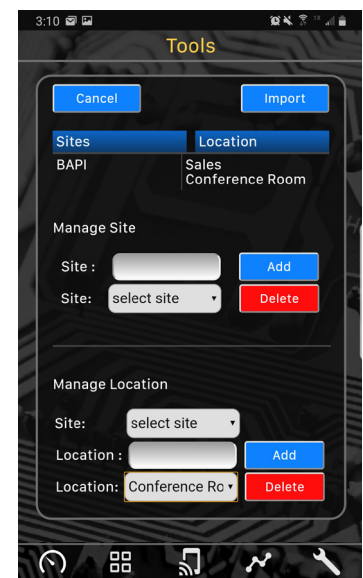 3:10
Tools
Cancel Import
Sites Location
BAPI Sales
Conference Room
Manage Site
Site : Add
Site: select site Delete
Manage Location
Site: select site
Location : Add
Location: Conference Ro Delete